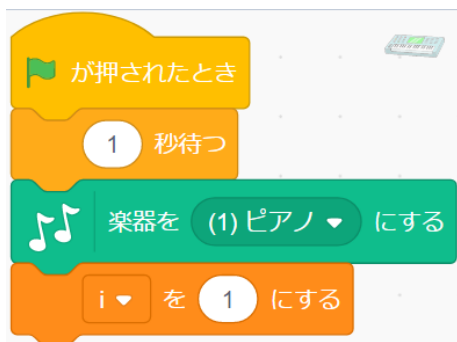 が押されたとき
1 秒待つ
楽器を (1) ピアノ にする
i を 1 にする